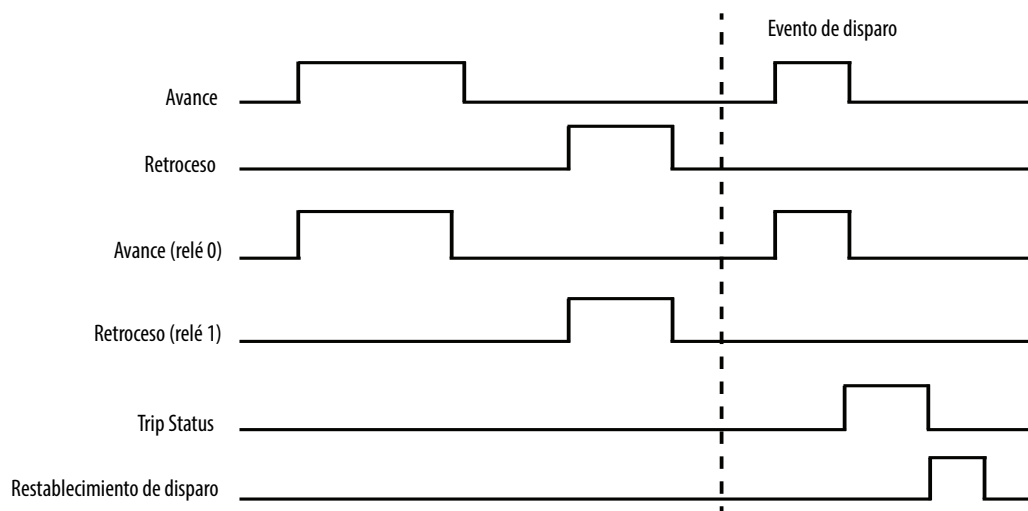 Evento de disparo
Avance
Retroceso
Avance (relé 0)
Retroceso (relé 1)
Trip Status
Restablecimiento de disparo